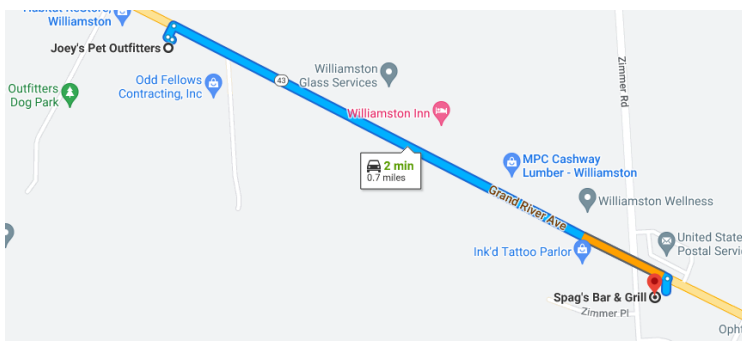 Habitat ReStore,
Williamston
Joey's Pet Outfitters
Outfitters
Dog Park
Odd Fellows
Contracting, Inc
43
Williamston
Glass Services
Williamston Inn
2 min
0.7 miles
Zimmer Rd
MPC Cashway
Lumber - Williamston
Grand River Ave
Williamston Wellness
Ink'd Tattoo Parlor
United State
Postal Servi
Spag's Bar & Grill
Zimmer Pl
Opht